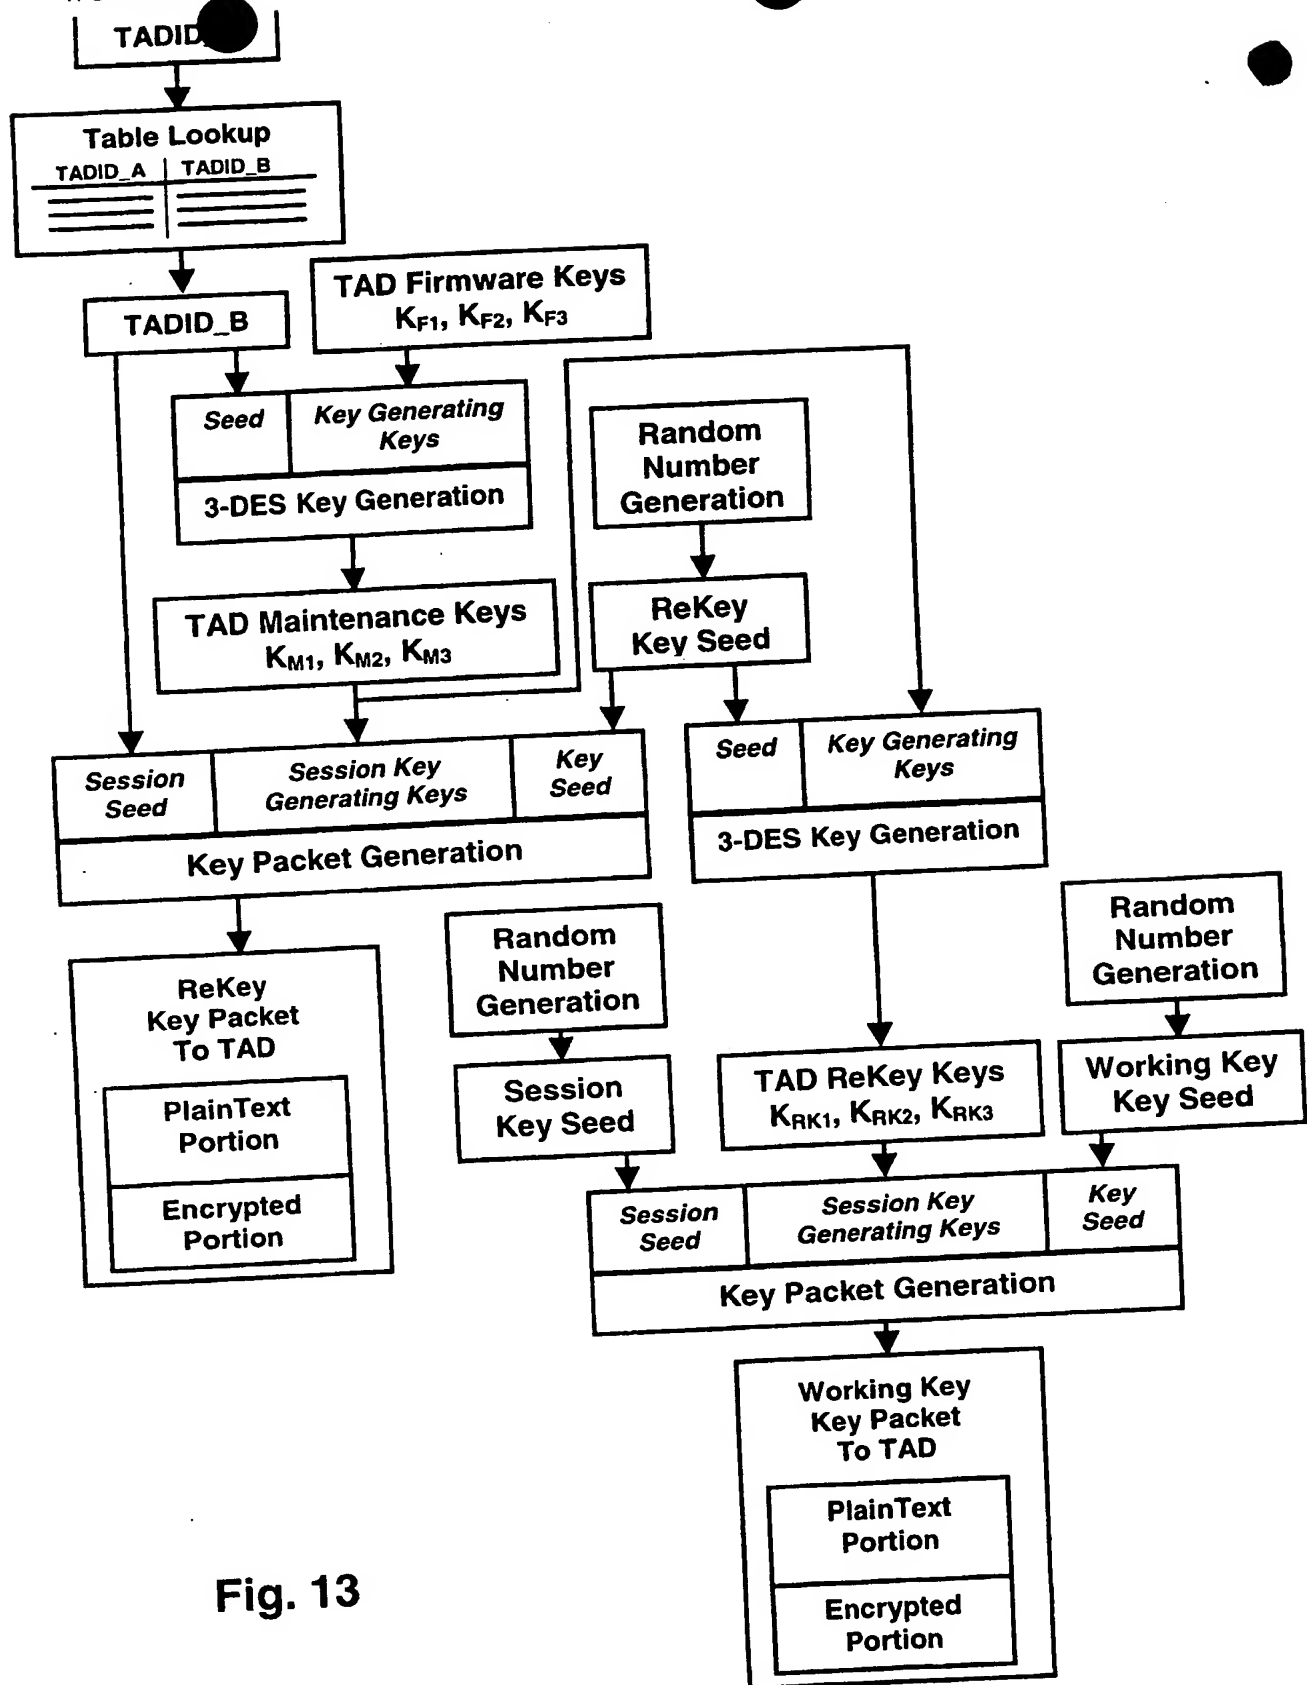 TADID
Table Lookup
TADID_A TADID_B
TADID_B
TAD Firmware Keys
KF1, KF2, KF3
Seed
Key Generating
Keys
3-DES Key Generation
Random
Number
Generation
TAD Maintenance Keys
KM1, KM2, KM3
ReKey
Key Seed
Session
Seed
Session Key
Generating Keys
Key
Seed
Key Packet Generation
Seed
Key Generating
Keys
3-DES Key Generation
ReKey
Key Packet
To TAD
PlainText
Portion
Encrypted
Portion
Random
Number
Generation
Session
Key Seed
Random
Number
Generation
TAD ReKey Keys
KRK1, KRK2, KRK3
Working Key
Key Seed
Session
Seed
Session Key
Generating Keys
Key
Seed
Key Packet Generation
Working Key
Key Packet
To TAD
PlainText
Portion
Encrypted
Portion
Fig. 13